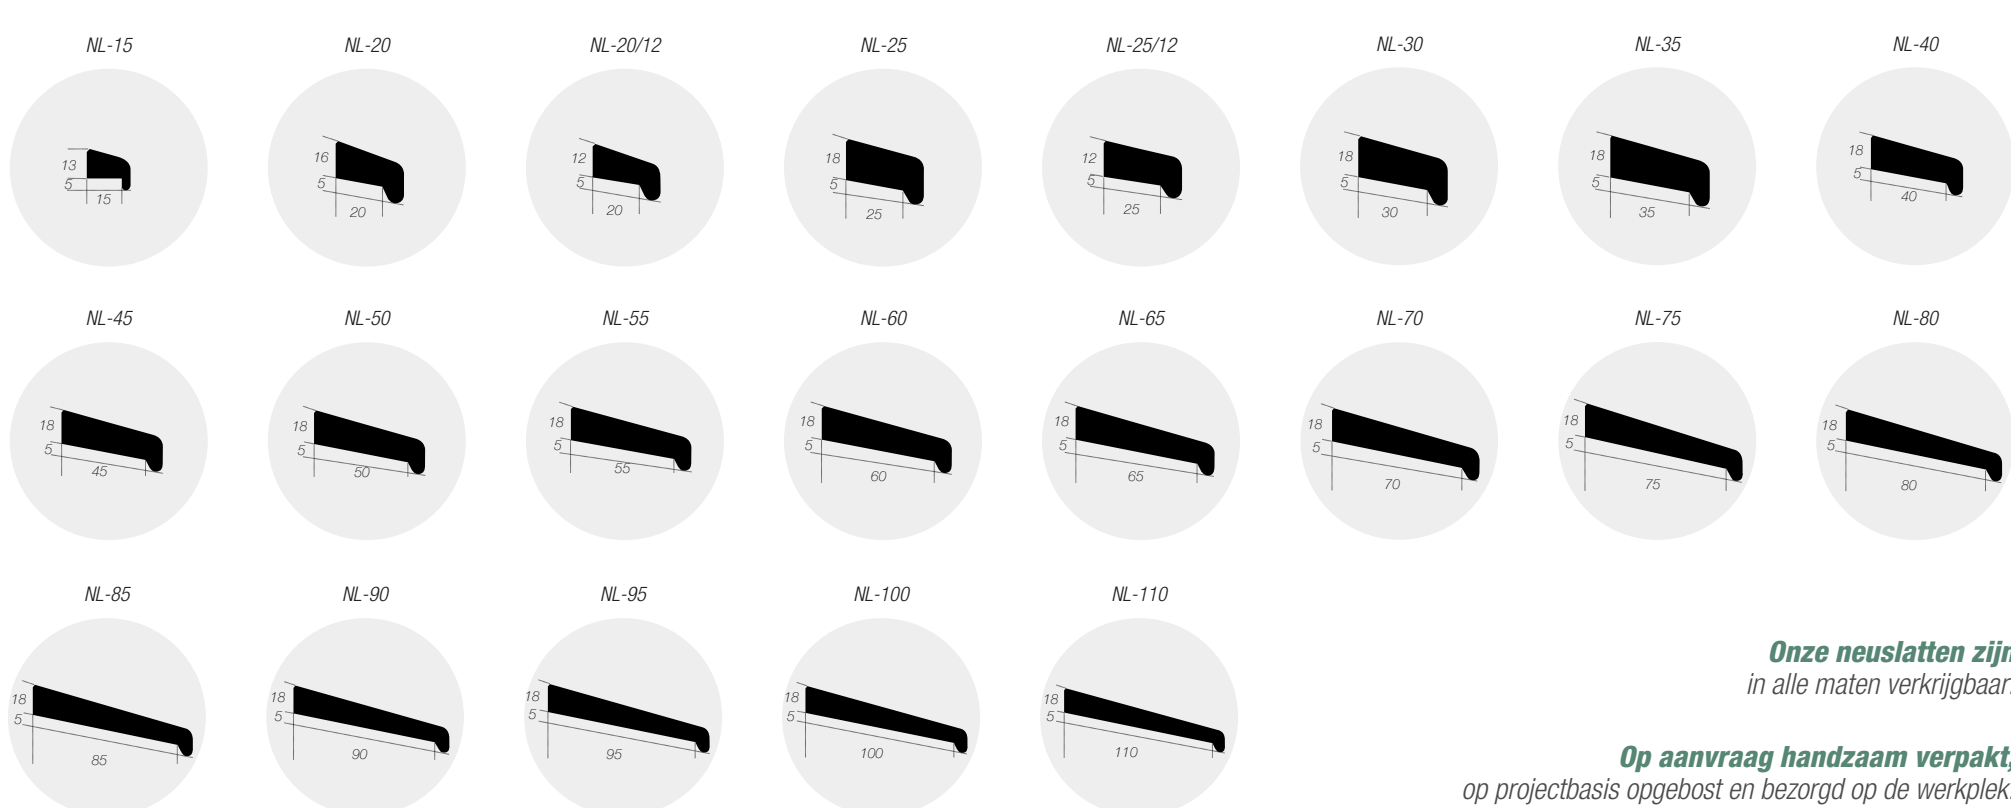 NL-15 NL-20 NL-20/12 NL-25 NL-25/12 NL-30 NL-35 NL-40
13 5 15
16 5 20
12 5 20
18 5 25
12 5 25
18 5 30
18 5 35
18 5 40
NL-45 NL-50 NL-55 NL-60 NL-65 NL-70 NL-75 NL-80
18 5 45
18 5 50
18 5 55
18 5 60
18 5 65
18 5 70
18 5 75
18 5 80
NL-85 NL-90 NL-95 NL-100 NL-110
18 5 85
18 5 90
18 5 95
18 5 100
18 5 110
Onze neuslatten zijn
in alle maten verkrijgbaar.
Op aanvraag handzaam verpakt,
op projectbasis opgebost en bezorgd op de werkplek.